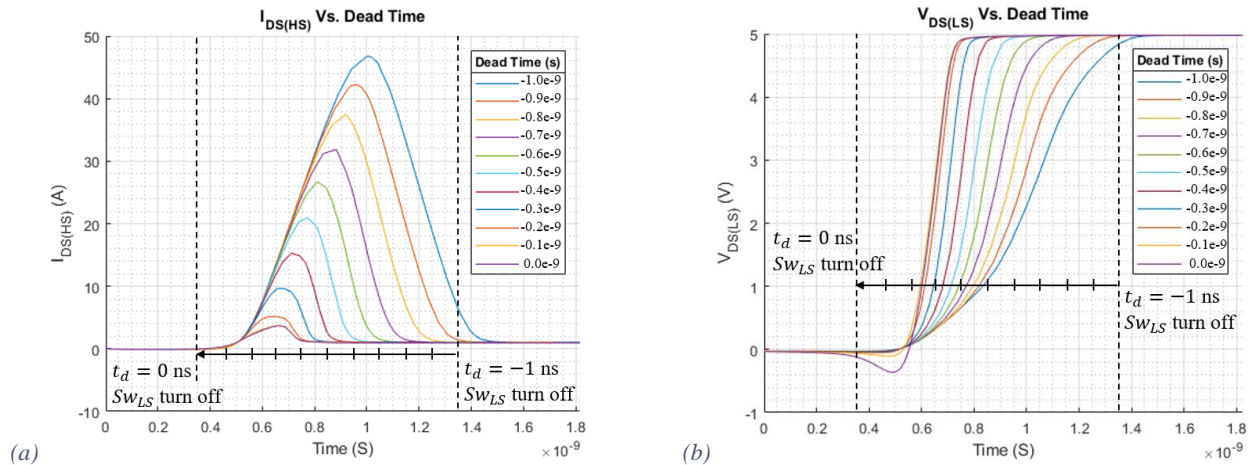 I_DS(HS) Vs. Dead Time
50
40
30
20
10
0
-10
I_DS(HS) (A)
Dead Time (s)
-1.0e-9
-0.9e-9
-0.8e-9
-0.7e-9
-0.6e-9
-0.5e-9
-0.4e-9
-0.3e-9
-0.2e-9
-0.1e-9
0.0e-9
t_d = 0 ns
Sw_LS turn off
t_d = −1 ns
Sw_LS turn off
0 0.2 0.4 0.6 0.8 1 1.2 1.4 1.6 1.8
Time (S)
×10^-9
(a)
V_DS(LS) Vs. Dead Time
5
4
3
2
1
0
-1
V_DS(LS) (V)
Dead Time (s)
-1.0e-9
-0.9e-9
-0.8e-9
-0.7e-9
-0.6e-9
-0.5e-9
-0.4e-9
-0.3e-9
-0.2e-9
-0.1e-9
0.0e-9
t_d = 0 ns
Sw_LS turn off
t_d = −1 ns
Sw_LS turn off
0 0.2 0.4 0.6 0.8 1 1.2 1.4 1.6 1.8
Time (S)
×10^-9
(b)